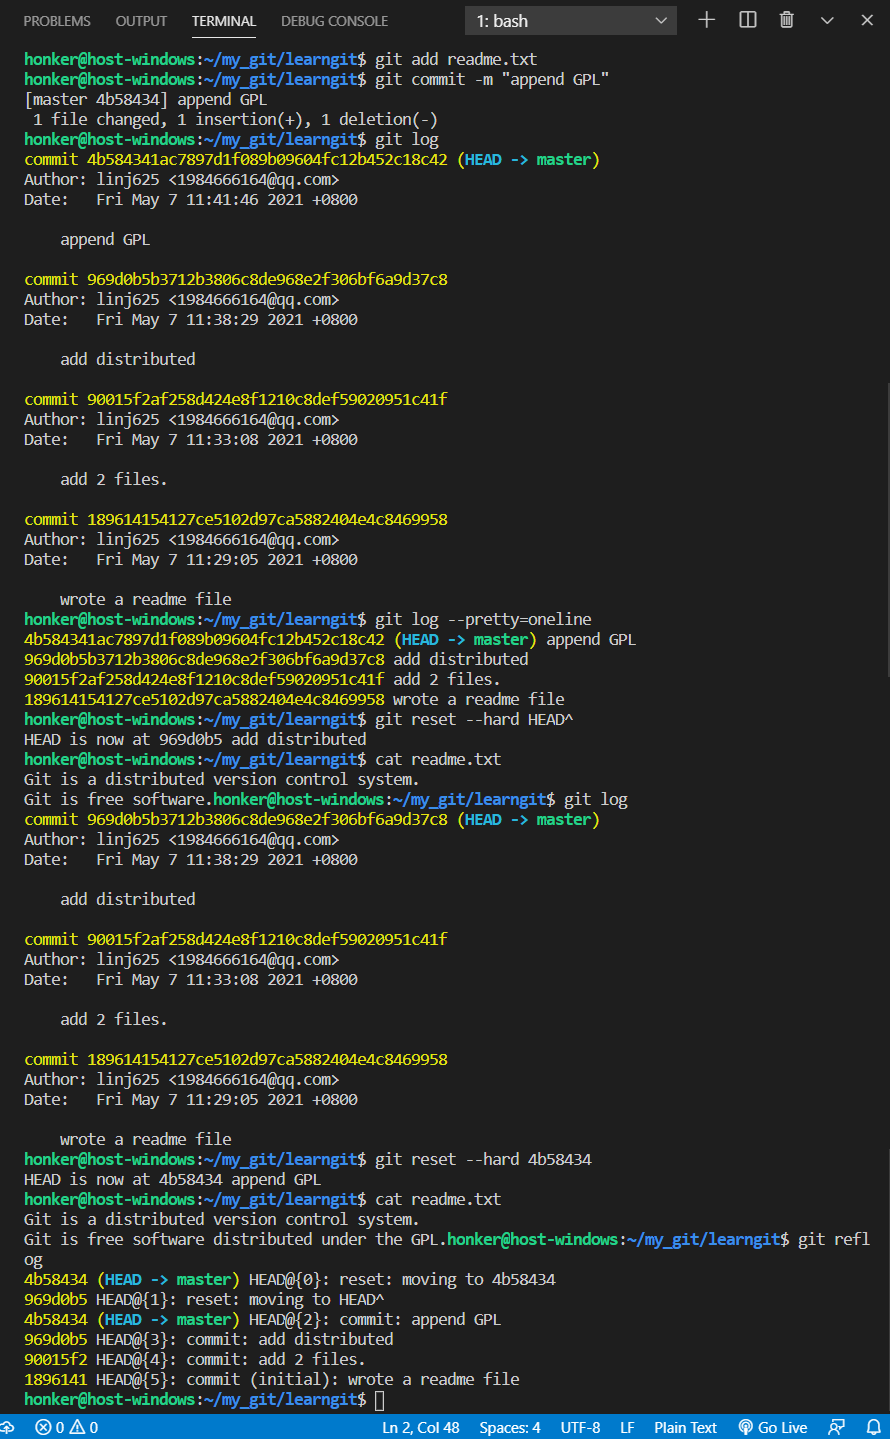 PROBLEMS OUTPUT TERMINAL DEBUG CONSOLE 1: bash
honker@host-windows:~/my_git/learngit$ git add readme.txt
honker@host-windows:~/my_git/learngit$ git commit -m "append GPL"
[master 4b58434] append GPL
 1 file changed, 1 insertion(+), 1 deletion(-)
honker@host-windows:~/my_git/learngit$ git log
commit 4b584341ac7897d1f089b09604fc12b452c18c42 (HEAD -> master)
Author: linj625 <1984666164@qq.com>
Date:   Fri May 7 11:41:46 2021 +0800
    append GPL
commit 969d0b5b3712b3806c8de968e2f306bf6a9d37c8
Author: linj625 <1984666164@qq.com>
Date:   Fri May 7 11:38:29 2021 +0800
    add distributed
commit 90015f2af258d424e8f1210c8def59020951c41f
Author: linj625 <1984666164@qq.com>
Date:   Fri May 7 11:33:08 2021 +0800
    add 2 files.
commit 189614154127ce5102d97ca5882404e4c8469958
Author: linj625 <1984666164@qq.com>
Date:   Fri May 7 11:29:05 2021 +0800
    wrote a readme file
honker@host-windows:~/my_git/learngit$ git log --pretty=oneline
4b584341ac7897d1f089b09604fc12b452c18c42 (HEAD -> master) append GPL
969d0b5b3712b3806c8de968e2f306bf6a9d37c8 add distributed
90015f2af258d424e8f1210c8def59020951c41f add 2 files.
189614154127ce5102d97ca5882404e4c8469958 wrote a readme file
honker@host-windows:~/my_git/learngit$ git reset --hard HEAD^
HEAD is now at 969d0b5 add distributed
honker@host-windows:~/my_git/learngit$ cat readme.txt
Git is a distributed version control system.
Git is free software.honker@host-windows:~/my_git/learngit$ git log
commit 969d0b5b3712b3806c8de968e2f306bf6a9d37c8 (HEAD -> master)
Author: linj625 <1984666164@qq.com>
Date:   Fri May 7 11:38:29 2021 +0800
    add distributed
commit 90015f2af258d424e8f1210c8def59020951c41f
Author: linj625 <1984666164@qq.com>
Date:   Fri May 7 11:33:08 2021 +0800
    add 2 files.
commit 189614154127ce5102d97ca5882404e4c8469958
Author: linj625 <1984666164@qq.com>
Date:   Fri May 7 11:29:05 2021 +0800
    wrote a readme file
honker@host-windows:~/my_git/learngit$ git reset --hard 4b58434
HEAD is now at 4b58434 append GPL
honker@host-windows:~/my_git/learngit$ cat readme.txt
Git is a distributed version control system.
Git is free software distributed under the GPL.honker@host-windows:~/my_git/learngit$ git refl
og
4b58434 (HEAD -> master) HEAD@{0}: reset: moving to 4b58434
969d0b5 HEAD@{1}: reset: moving to HEAD^
4b58434 (HEAD -> master) HEAD@{2}: commit: append GPL
969d0b5 HEAD@{3}: commit: add distributed
90015f2 HEAD@{4}: commit: add 2 files.
1896141 HEAD@{5}: commit (initial): wrote a readme file
honker@host-windows:~/my_git/learngit$
0 0 Ln 2, Col 48 Spaces: 4 UTF-8 LF Plain Text Go Live